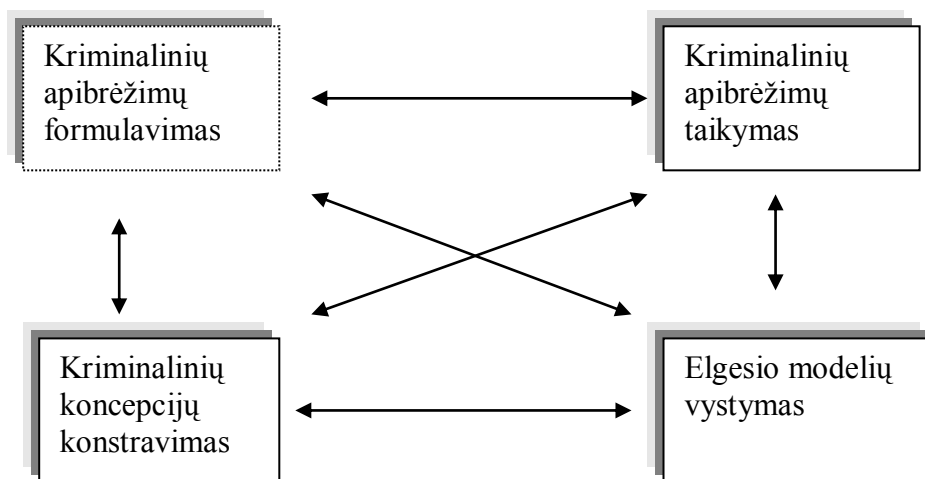 Kriminalinių
apibrėžimų
formulavimas
Kriminalinių
apibrėžimų
taikymas
Kriminalinių
koncepcijų
konstravimas
Elgesio modelių
vystymas